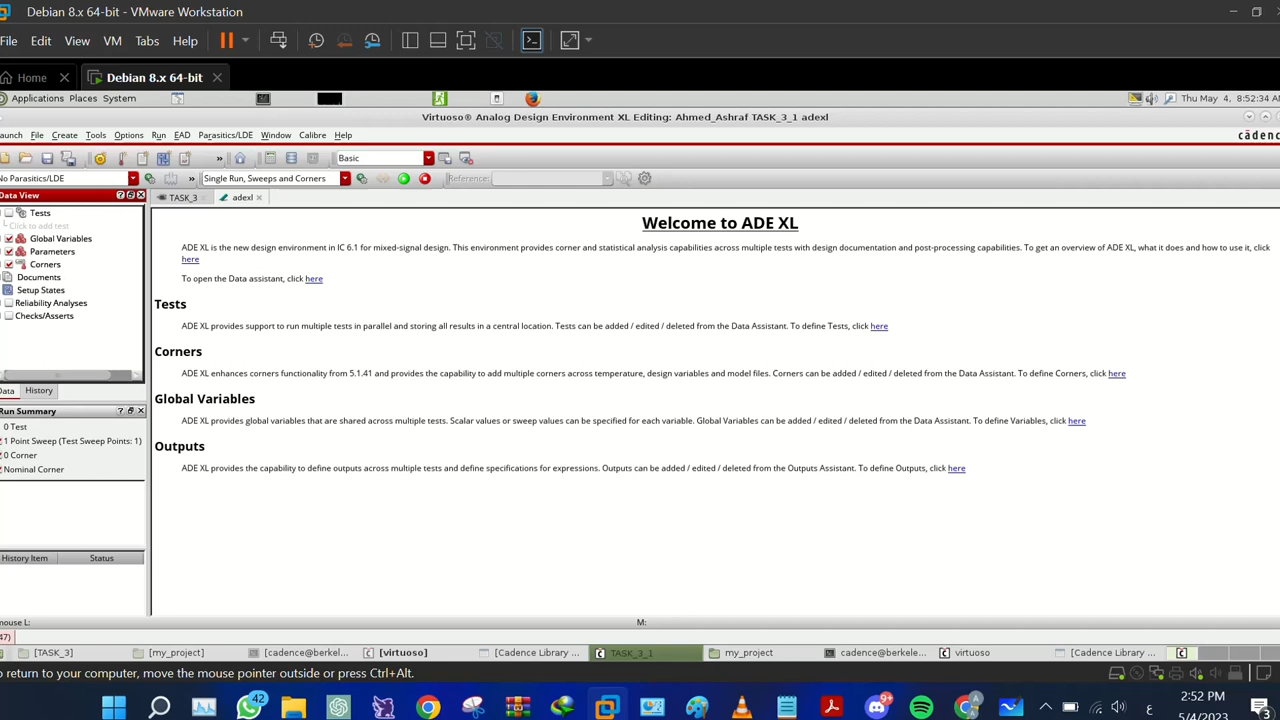 Debian 8.x 64-bit - VMware Workstation
File Edit View VM Tabs Help
Home Debian 8.x 64-bit
Applications Places System Thu May 4, 8:52:34 AM
Virtuoso® Analog Design Environment XL Editing: Ahmed_Ashraf TASK_3_1 adexl
aunch File Create Tools Options Run EAD Parasitics/LDE Window Calibre Help cādenc
» Basic
No Parasitics/LDE » Single Run, Sweeps and Corners Reference:
Data View TASK_3 adexl
Tests
Click to add test
Global Variables
Parameters
Corners
Documents
Setup States
Reliability Analyses
Checks/Asserts
Data History
Run Summary
0 Test
1 Point Sweep (Test Sweep Points: 1)
0 Corner
Nominal Corner
History Item Status
Welcome to ADE XL
ADE XL is the new design environment in IC 6.1 for mixed-signal design. This environment provides corner and statistical analysis capabilities across multiple tests with design documentation and post-processing capabilities. To get an overview of ADE XL, what it does and how to use it, click
here
To open the Data assistant, click here
Tests
ADE XL provides support to run multiple tests in parallel and storing all results in a central location. Tests can be added / edited / deleted from the Data Assistant. To define Tests, click here
Corners
ADE XL enhances corners functionality from 5.1.41 and provides the capability to add multiple corners across temperature, design variables and model files. Corners can be added / edited / deleted from the Data Assistant. To define Corners, click here
Global Variables
ADE XL provides global variables that are shared across multiple tests. Scalar values or sweep values can be specified for each variable. Global Variables can be added / edited / deleted from the Data Assistant. To define Variables, click here
Outputs
ADE XL provides the capability to define outputs across multiple tests and define specifications for expressions. Outputs can be added / edited / deleted from the Outputs Assistant. To define Outputs, click here
mouse L: M:
47)
[TASK_3] [my_project] [cadence@berkel... [virtuoso] [Cadence Library ... TASK_3_1 my_project cadence@berkele... virtuoso [Cadence Library ...
o return to your computer, move the mouse pointer outside or press Ctrl+Alt.
42 9+ ع 2:52 PM
5/4/2023